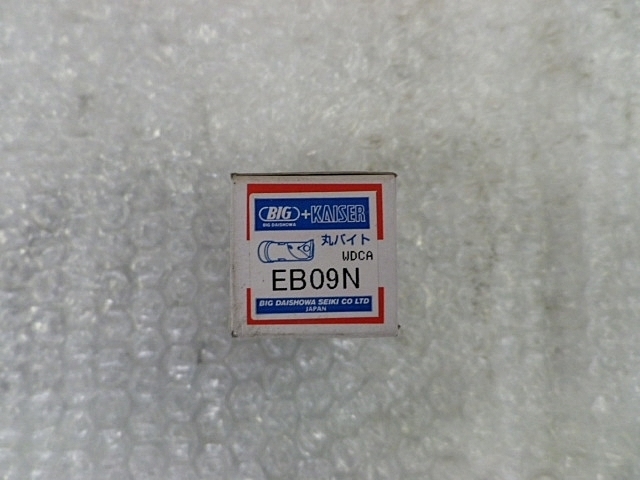 BIG+KAISER
BIG DAISHOWA
丸バイト
WDCA
EB09N
BIG DAISHOWA SEIKI CO LTD
JAPAN